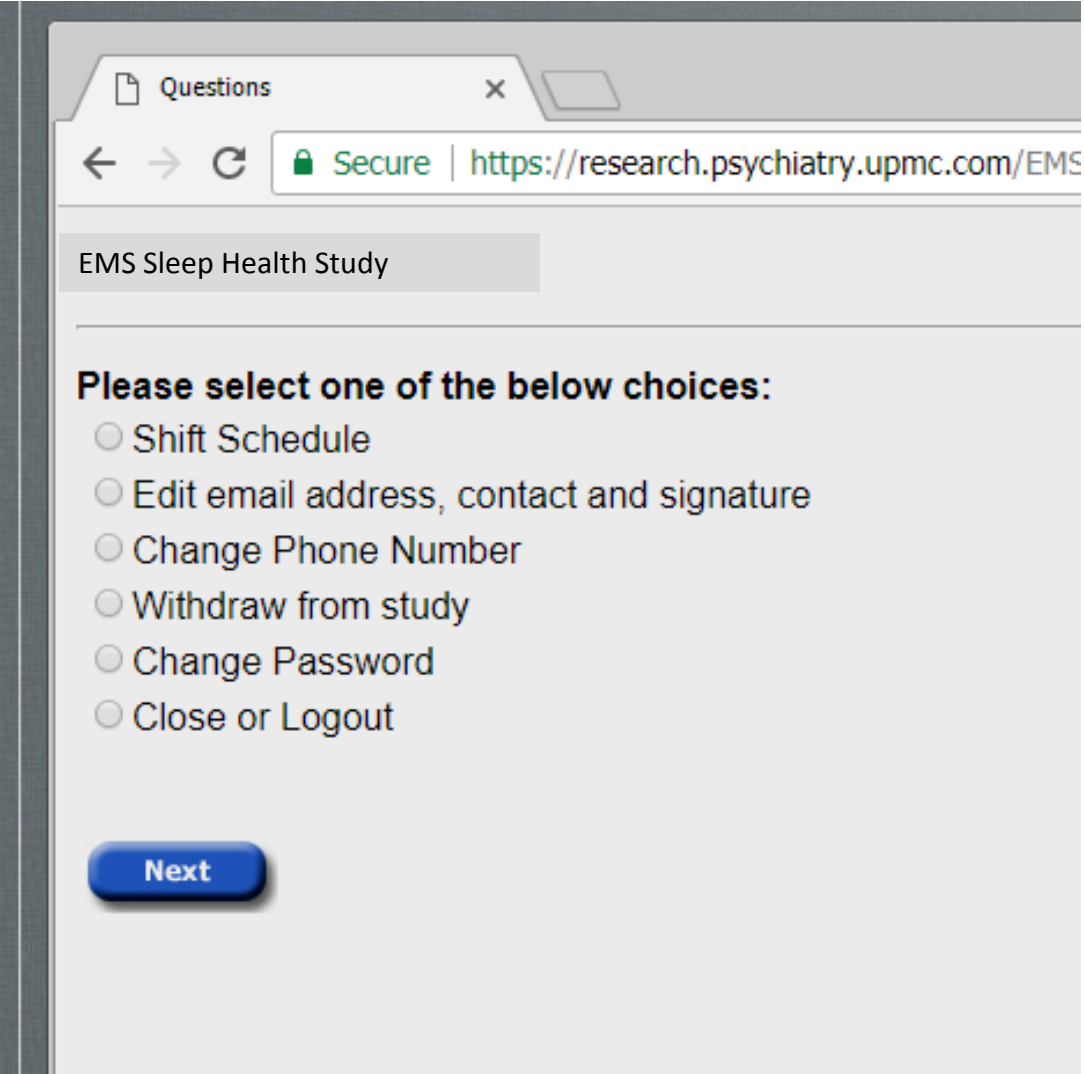 Questions
Secure | https://research.psychiatry.upmc.com/EMS
EMS Sleep Health Study
Please select one of the below choices:
Shift Schedule
Edit email address, contact and signature
Change Phone Number
Withdraw from study
Change Password
Close or Logout
Next